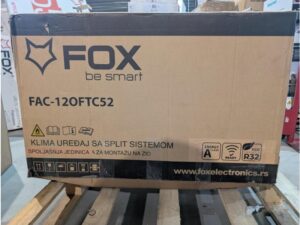 FOX
be smart
FAC-12OFTC52
KLIMA UREĐAJ SA SPLIT SISTEMOM
SPOLJAŠNJA JEDINICA ZA MONTAŽU NA ZID
A
READY
R32
www.foxelectronics.rs